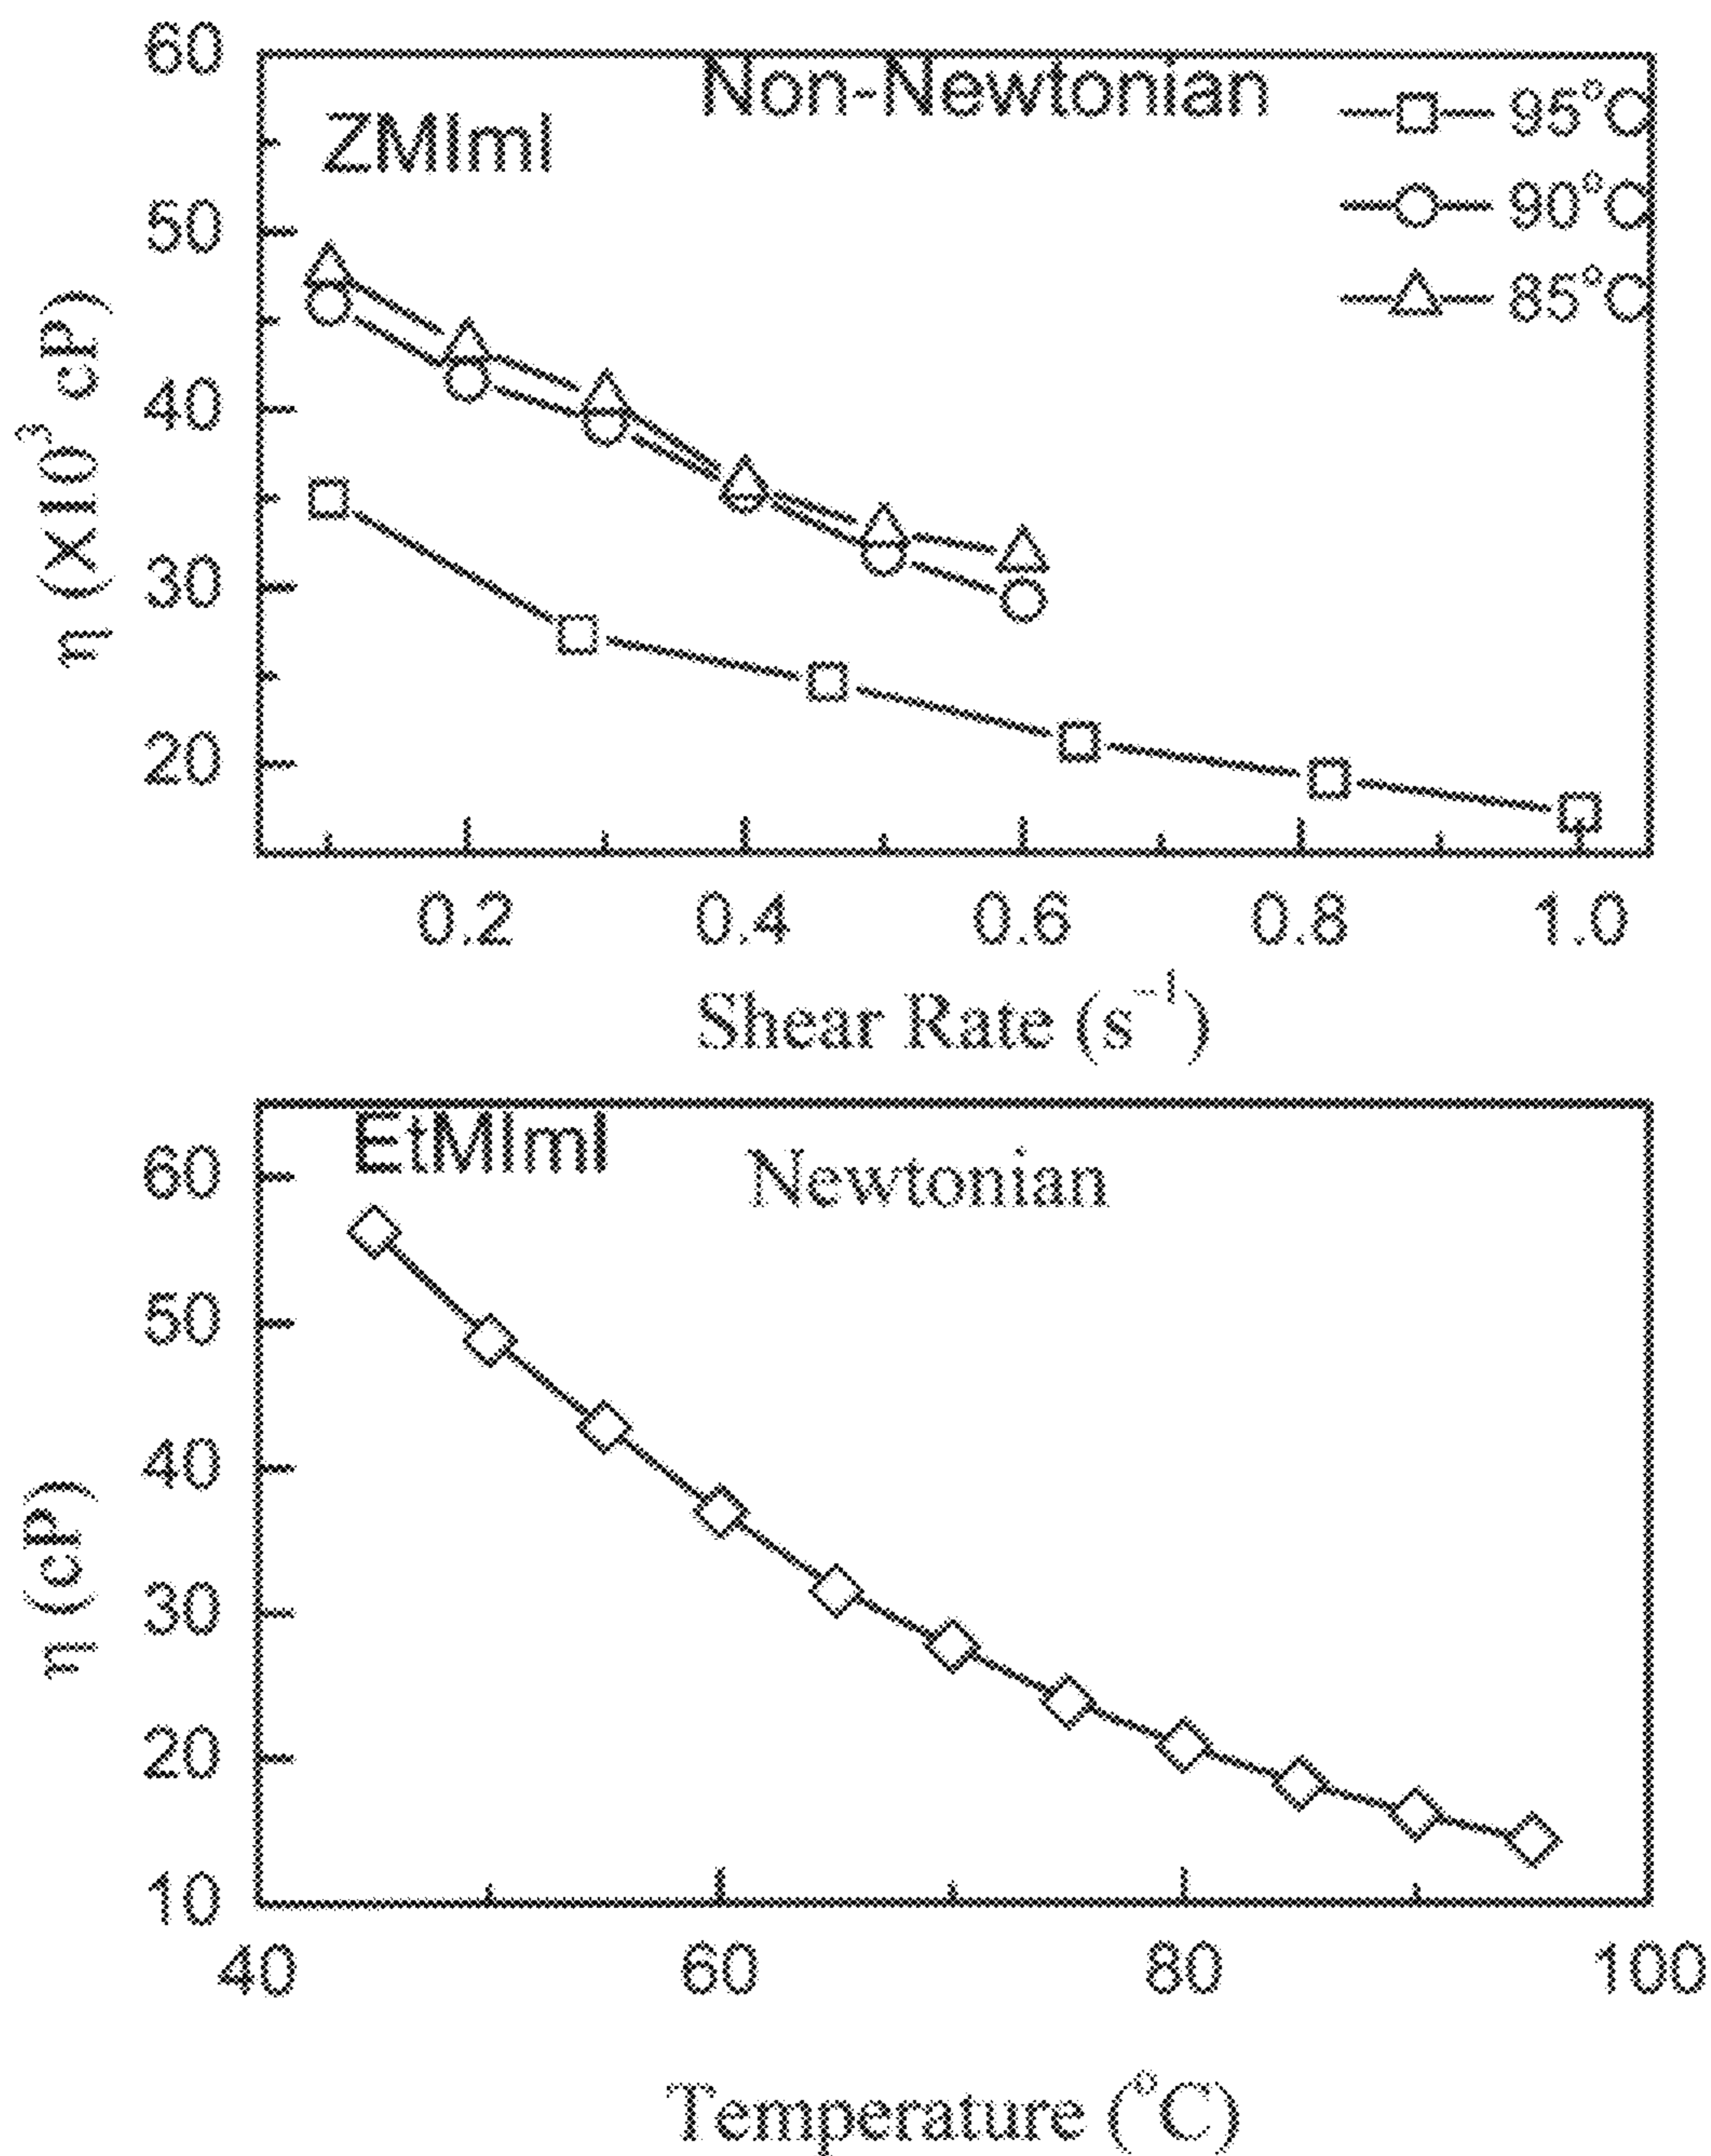 60
Non-Newtonian
ZMImI
95°C
90°C
85°C
50
40
30
20
η (X10³ cP)
0.2 0.4 0.6 0.8 1.0
Shear Rate (s⁻¹)
EtMImI
Newtonian
60
50
40
30
20
10
η (cP)
40 60 80 100
Temperature (°C)